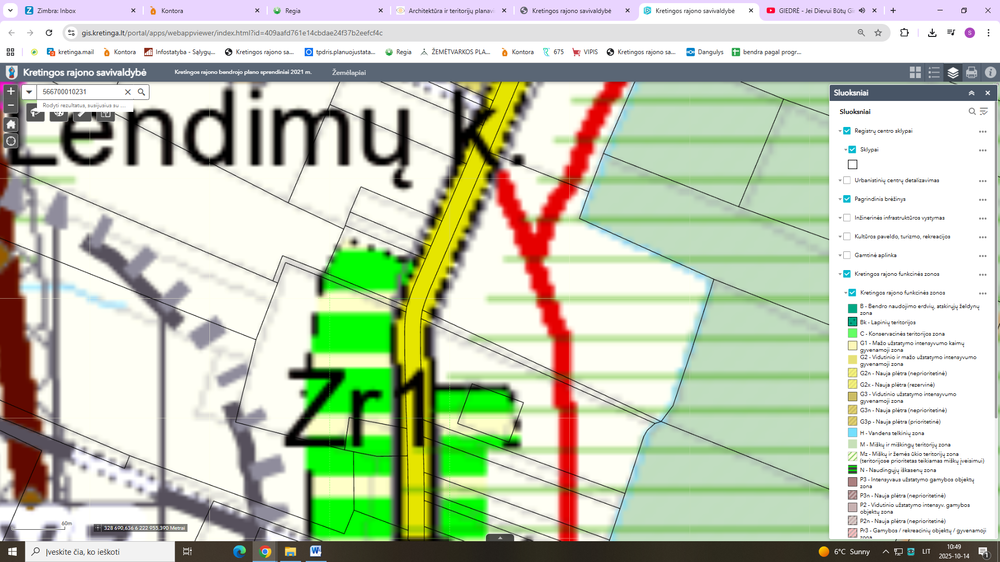 Zimbra: Inbox
Kontora
Regia
Architektūra ir teritorijų planavi
Kretingos rajono savivaldybė
Kretingos rajono savivaldybė
GIEDRĖ - Jei Dievui Būtų Gir
gis.kretinga.lt/portal/apps/webappviewer/index.html?id=409aafd761e14cbdae24f37b2eefcf4c
S
kretinga.mail
Kontora
Infostatyba - Sąlygų...
Kretingos rajono sa...
tpdris.planuojustata...
Regia
ŽEMĖTVARKOS PLA...
Kontora
675
VIPIS
Kretingos rajono sa...
Dangulys
bendra pagal progr...
Kretingos rajono savivaldybė
Kretingos rajono bendrojo plano sprendiniai 2021 m.
Žemėlapiai
566700010231
Rodyti rezultatus, susijusius su ...
Lendimų k.
Žr1
60m
328 690,636 6 222 955,390 Metrai
Sluoksniai
Sluoksniai
Registrų centro sklypai
Sklypai
Urbanistinių centrų detalizavimas
Pagrindinis brėžinys
Inžinerinės infrastruktūros vystymas
Kultūros paveldo, turizmo, rekreacijos
Gamtinė aplinka
Kretingos rajono funkcinės zonos
Kretingos rajono funkcinės zonos
B - Bendro naudojimo erdvių, atskirųjų želdynų
zona
Bk - Lapinių teritorijos
C - Konservacinės teritorijos zona
G1 - Mažo užstatymo intensyvumo kaimų
gyvenamoji zona
G2 - Vidutinio ir mažo užstatymo intensyvumo
gyvenamoji zona
G2n - Nauja plėtra (neprioritetinė)
G2x - Nauja plėtra (rezervinė)
G3 - Vidutinio užstatymo intensyvumo
gyvenamoji zona
G3n - Nauja plėtra (neprioritetinė)
G3p - Nauja plėtra (prioritetinė)
H - Vandens telkinių zona
M - Miškų ir miškingų teritorijų zona
Mz - Miškų ir žemės ūkio teritorijų zona
(teritorijose prioritetas teikiamas miškų įveisimui)
N - Naudingųjų iškasenų zona
P3 - Intensyvaus užstatymo gamybos objektų
zona
P3n - Nauja plėtra (neprioritetinė)
P2 - Vidutinio užstatymo intensyv. gamybos
objektų zona
P2n - Nauja plėtra (neprioritetinė)
Pr3 - Gamybos / rekreacinių objektų / gyvenamoji
zona
Įveskite čia, ko ieškoti
6°C Sunny
LIT
10:49
2025-10-14
1